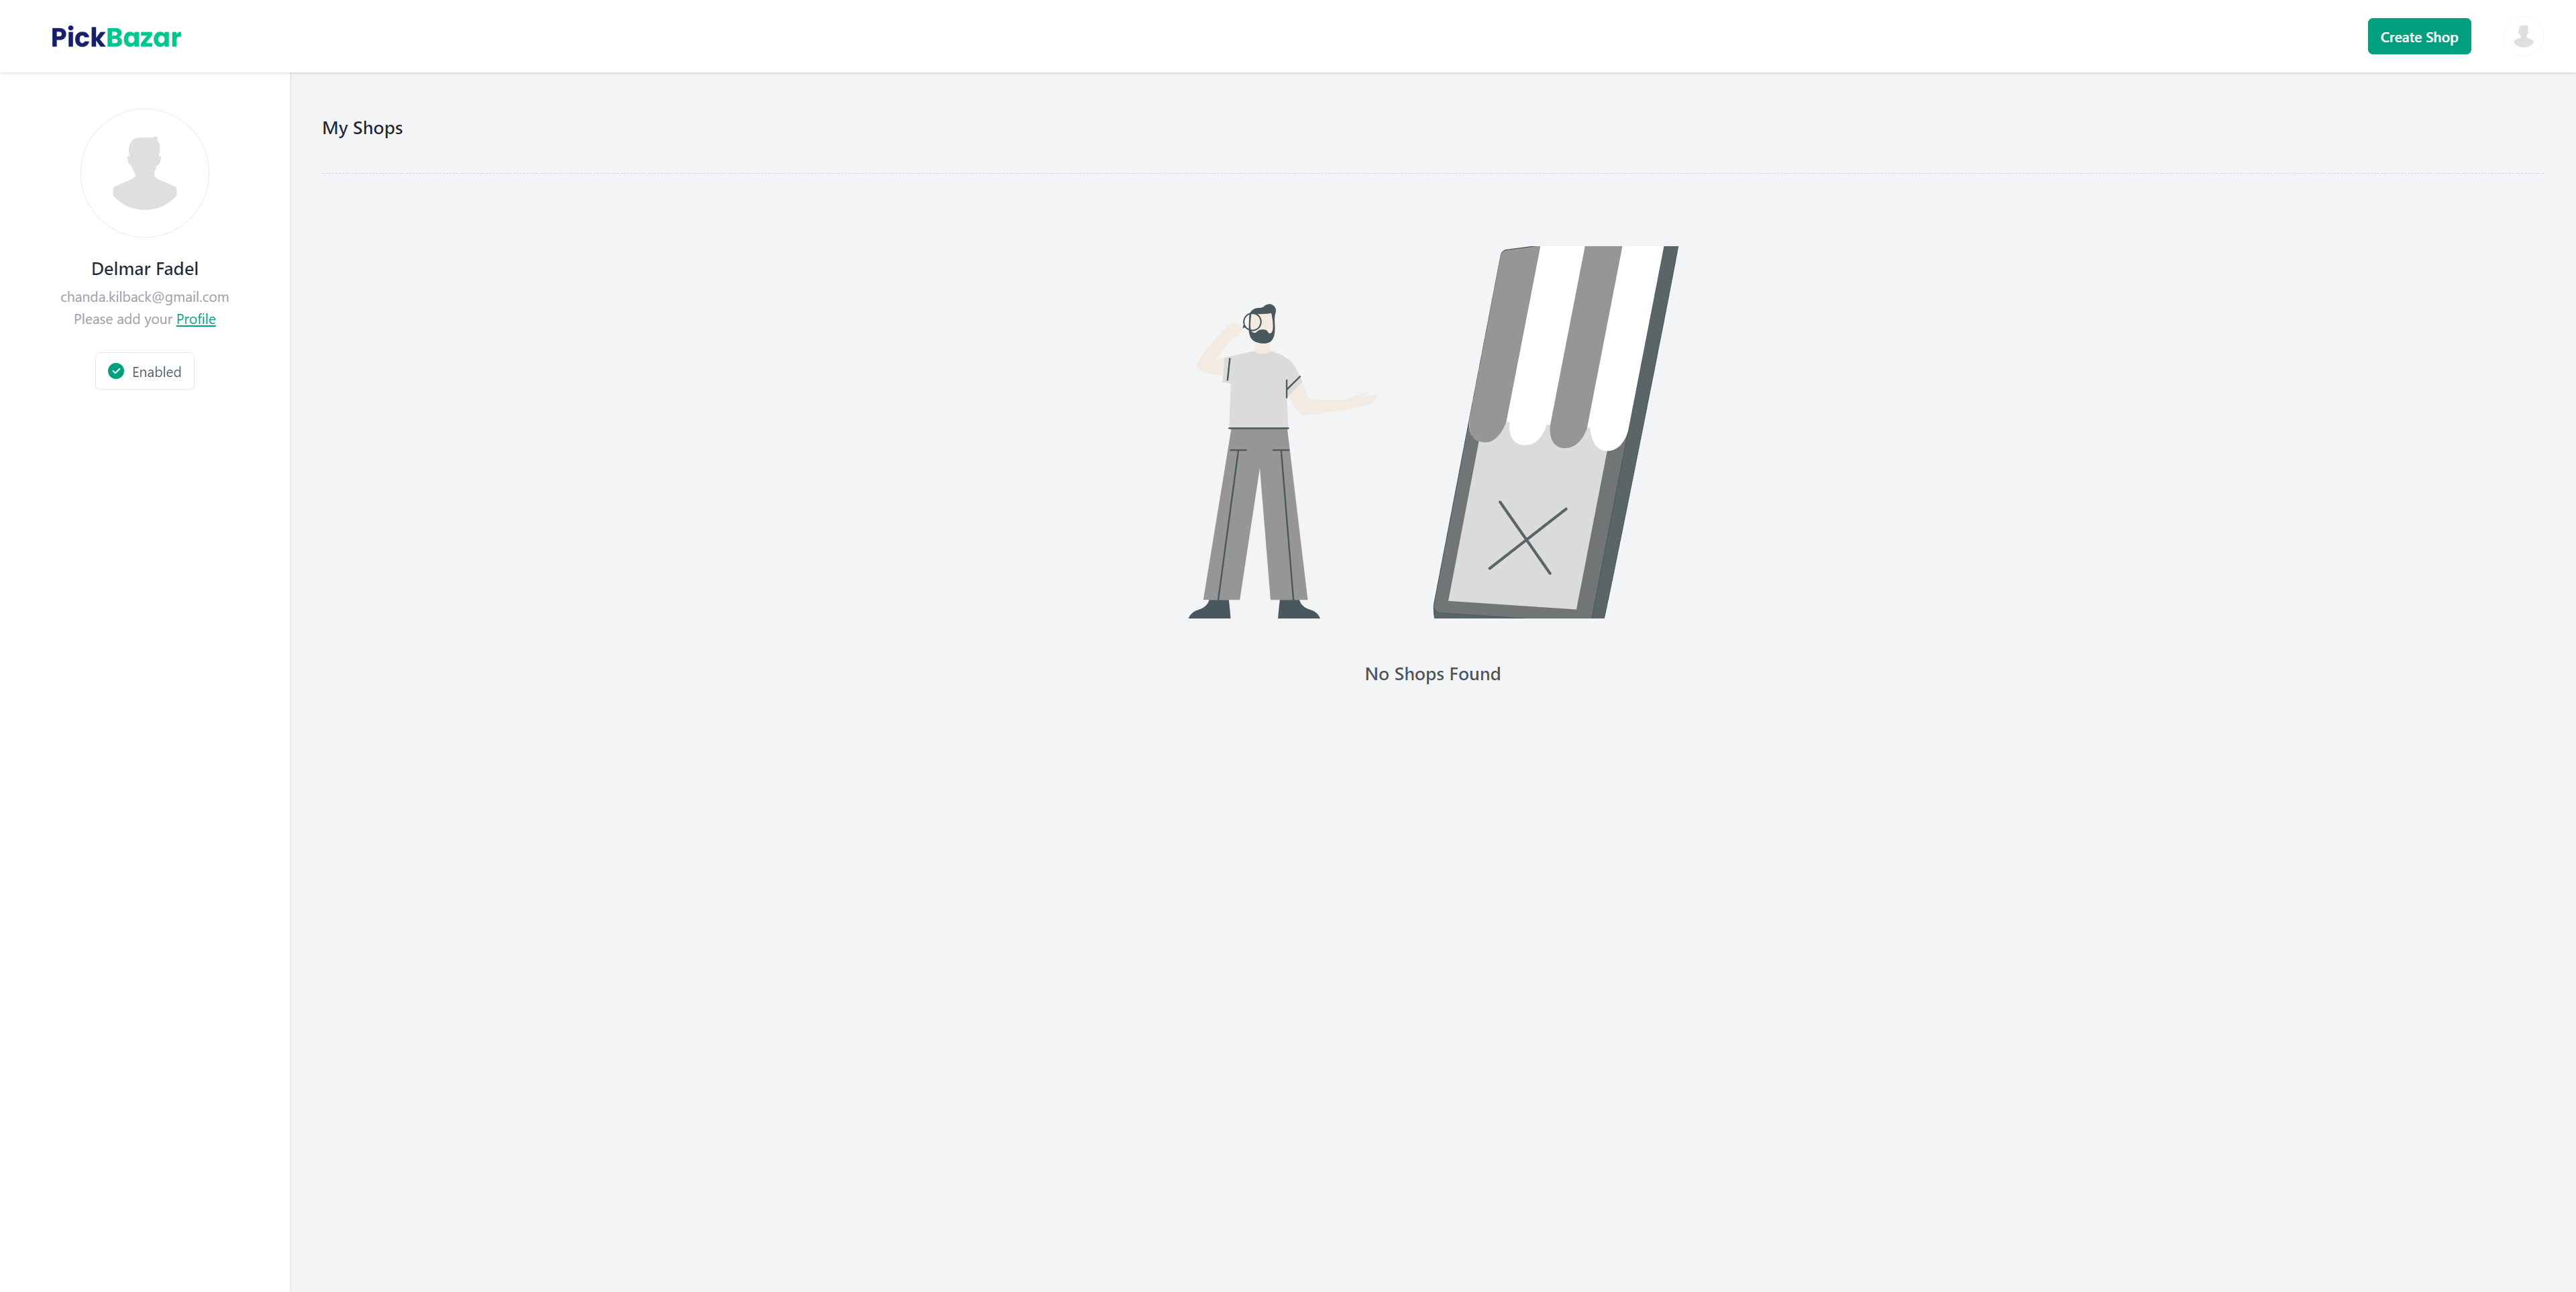 PickBazar
Create Shop
Delmar Fadel
chanda.kilback@gmail.com
Please add your Profile
Enabled
My Shops
No Shops Found